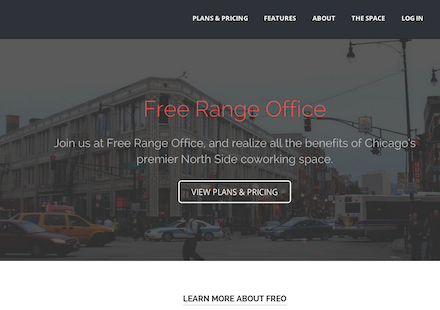 PLANS & PRICING FEATURES ABOUT THE SPACE LOG IN
Free Range Office
Join us at Free Range Office, and realize all the benefits of Chicago's
premier North Side coworking space.
VIEW PLANS & PRICING
LEARN MORE ABOUT FREO